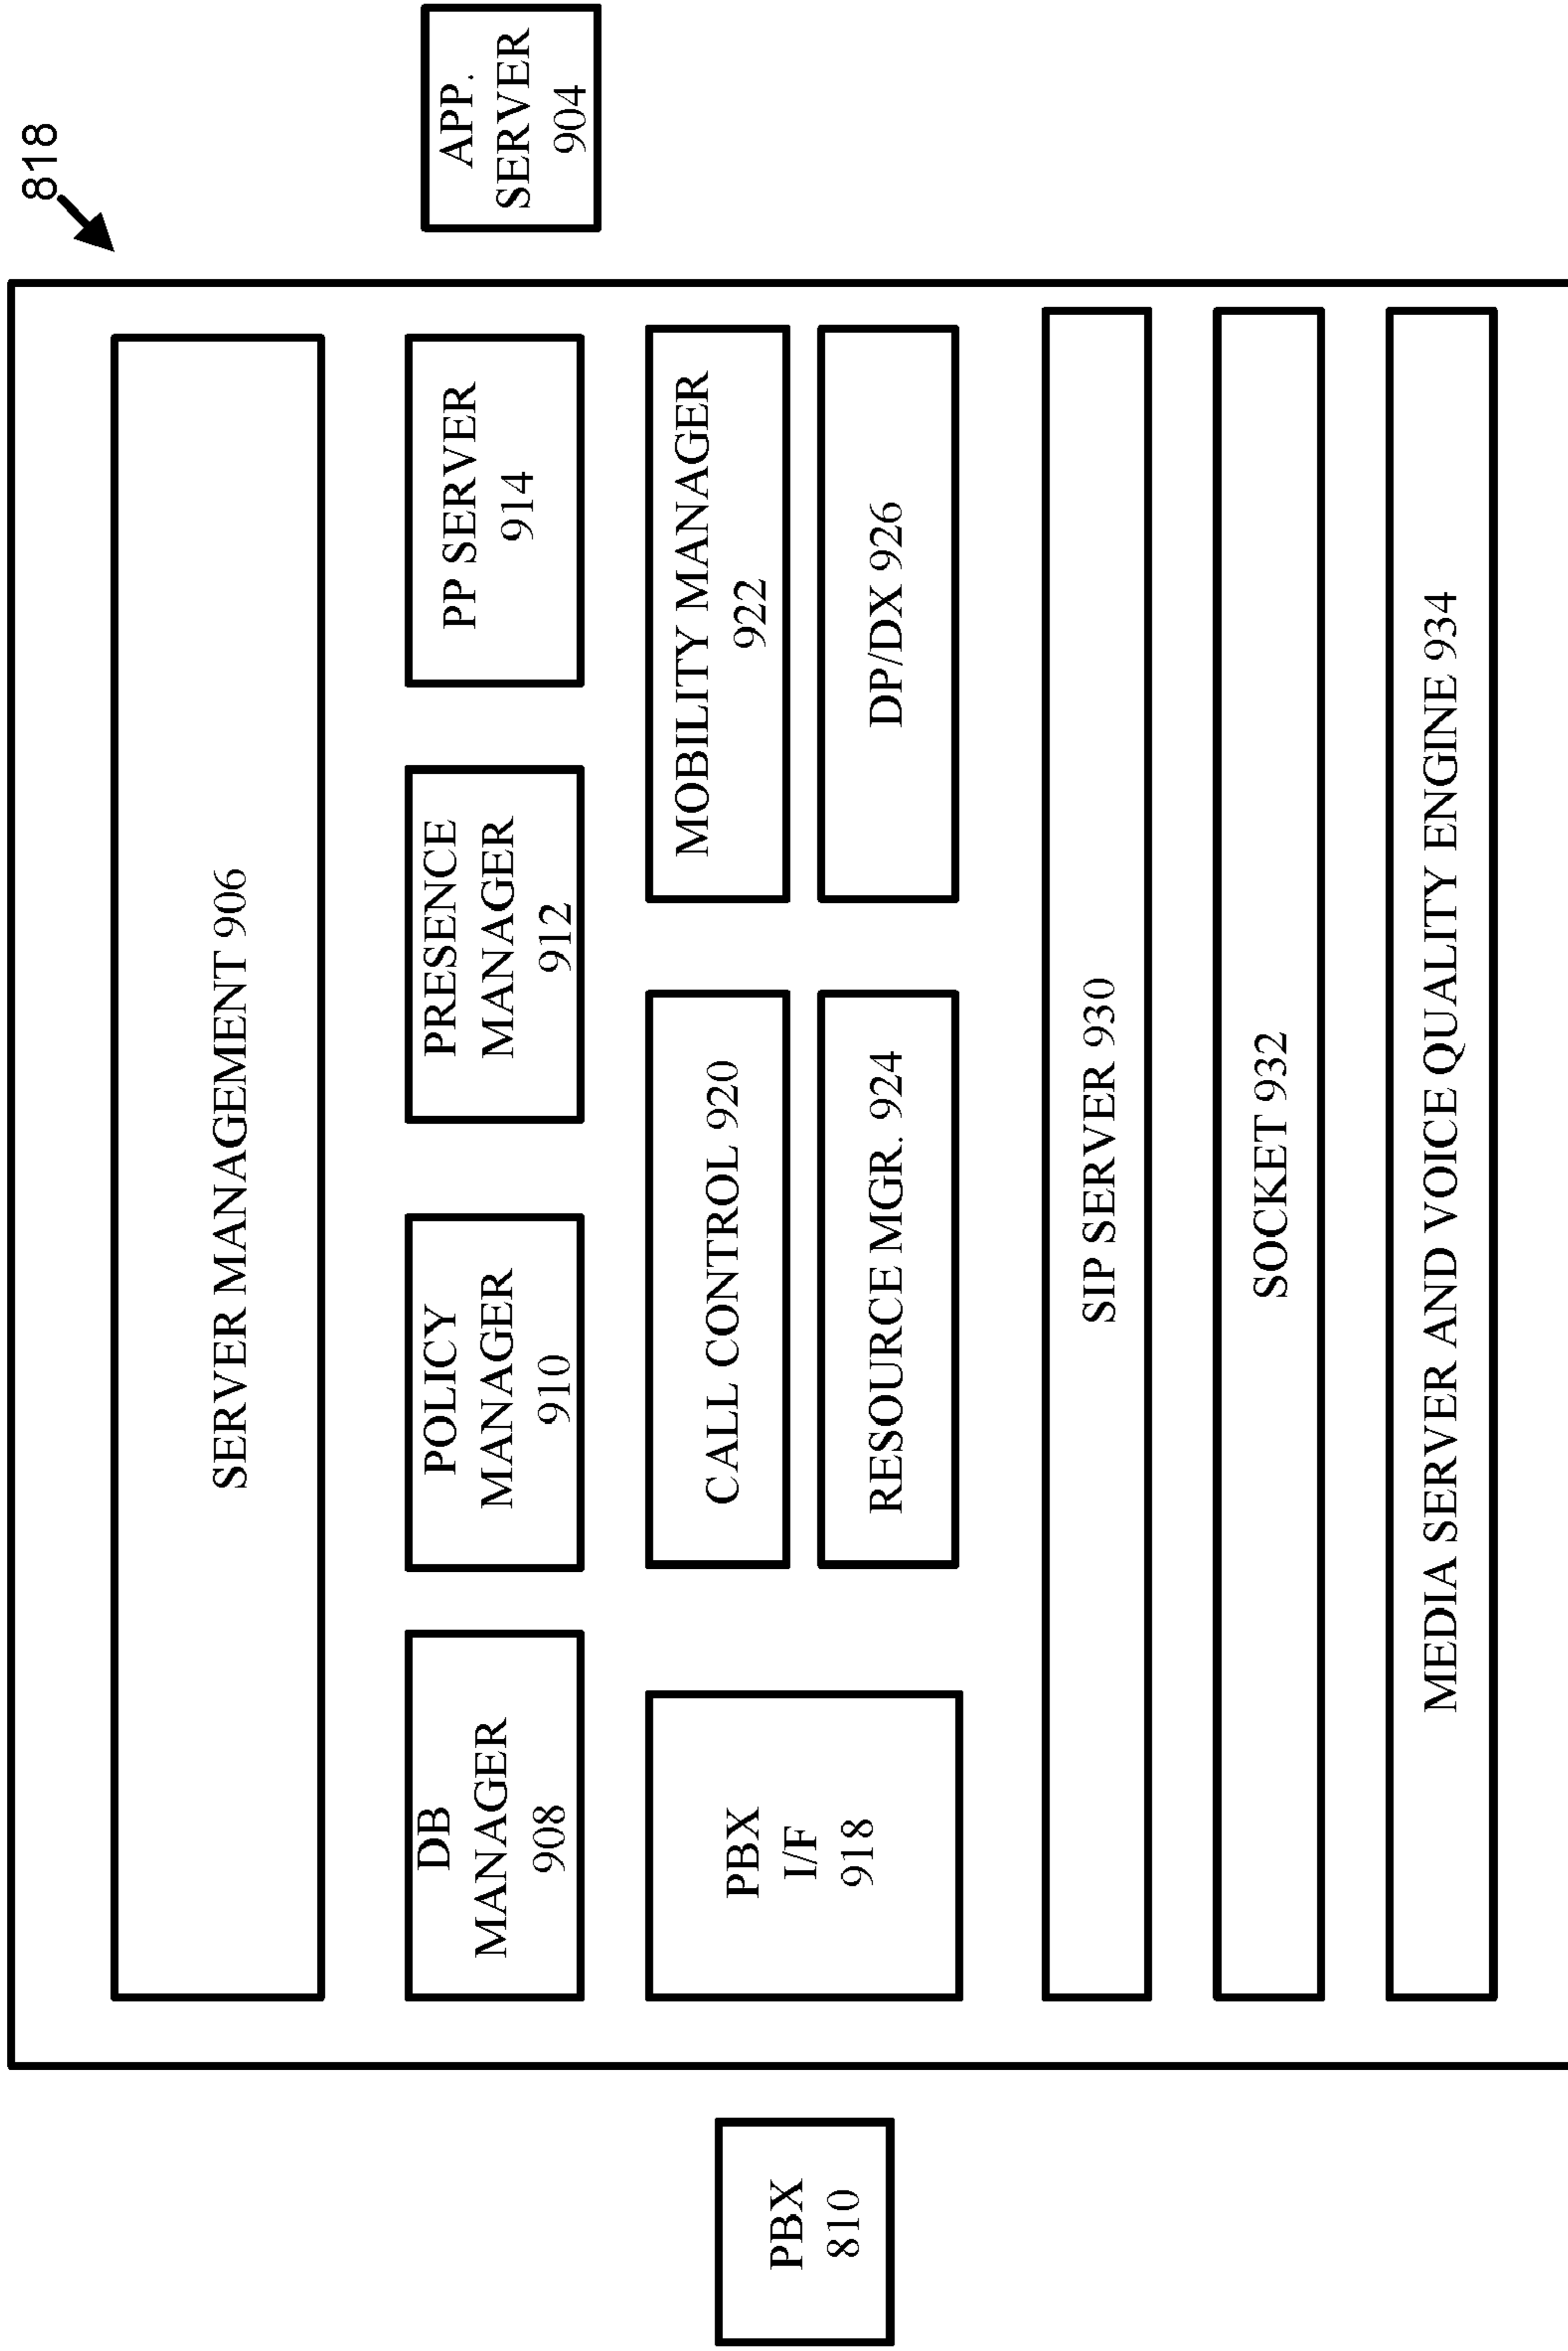 818
SERVER MANAGEMENT 906
DB
MANAGER
908
POLICY
MANAGER
910
PRESENCE
MANAGER
912
PP SERVER
914
APP.
SERVER
904
PBX
810
PBX
I/F
918
CALL CONTROL 920
MOBILITY MANAGER
922
RESOURCE MGR. 924
DP/DX 926
SIP SERVER 930
SOCKET 932
MEDIA SERVER AND VOICE QUALITY ENGINE 934